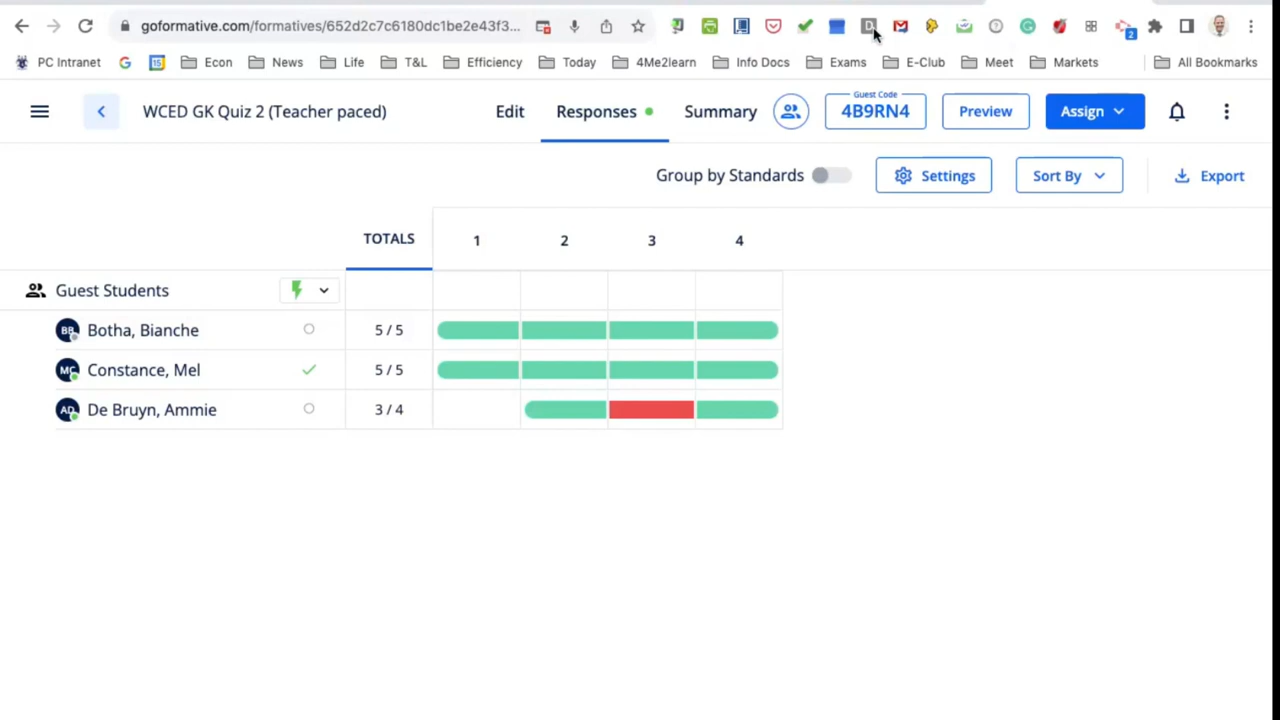 goformative.com/formatives/652d2c7c6180dc1be2e43f3...
2
PC Intranet
Econ
News
Life
T&L
Efficiency
Today
4Me2learn
Info Docs
Exams
E-Club
Meet
Markets
All Bookmarks
WCED GK Quiz 2 (Teacher paced)
Edit
Responses
Summary
Guest Code
4B9RN4
Preview
Assign
Group by Standards
Settings
Sort By
Export
TOTALS
1
2
3
4
Guest Students
BB Botha, Bianche 5 / 5
MC Constance, Mel 5 / 5
AD De Bruyn, Ammie 3 / 4